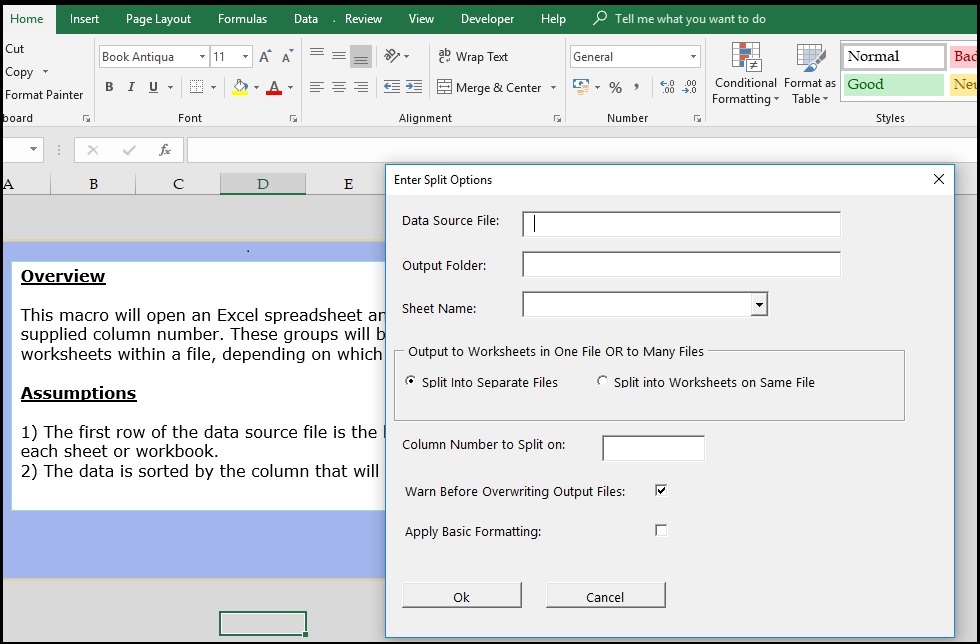 Home Insert Page Layout Formulas Data Review View Developer Help Tell me what you want to do
Cut
Copy
Format Painter
Book Antiqua 11
B I U
A A
A
ab
Wrap Text
Merge & Center
General
% ,
Conditional Formatting
Format as Table
Normal
Bad
Good
Neu
board Font Alignment Number Styles
fx
A B C D E
Overview
This macro will open an Excel spreadsheet an
supplied column number. These groups will b
worksheets within a file, depending on which
Assumptions
1) The first row of the data source file is the
each sheet or workbook.
2) The data is sorted by the column that will
Enter Split Options
Data Source File:
Output Folder:
Sheet Name:
Output to Worksheets in One File OR to Many Files
Split Into Separate Files Split into Worksheets on Same File
Column Number to Split on:
Warn Before Overwriting Output Files:
Apply Basic Formatting:
Ok Cancel